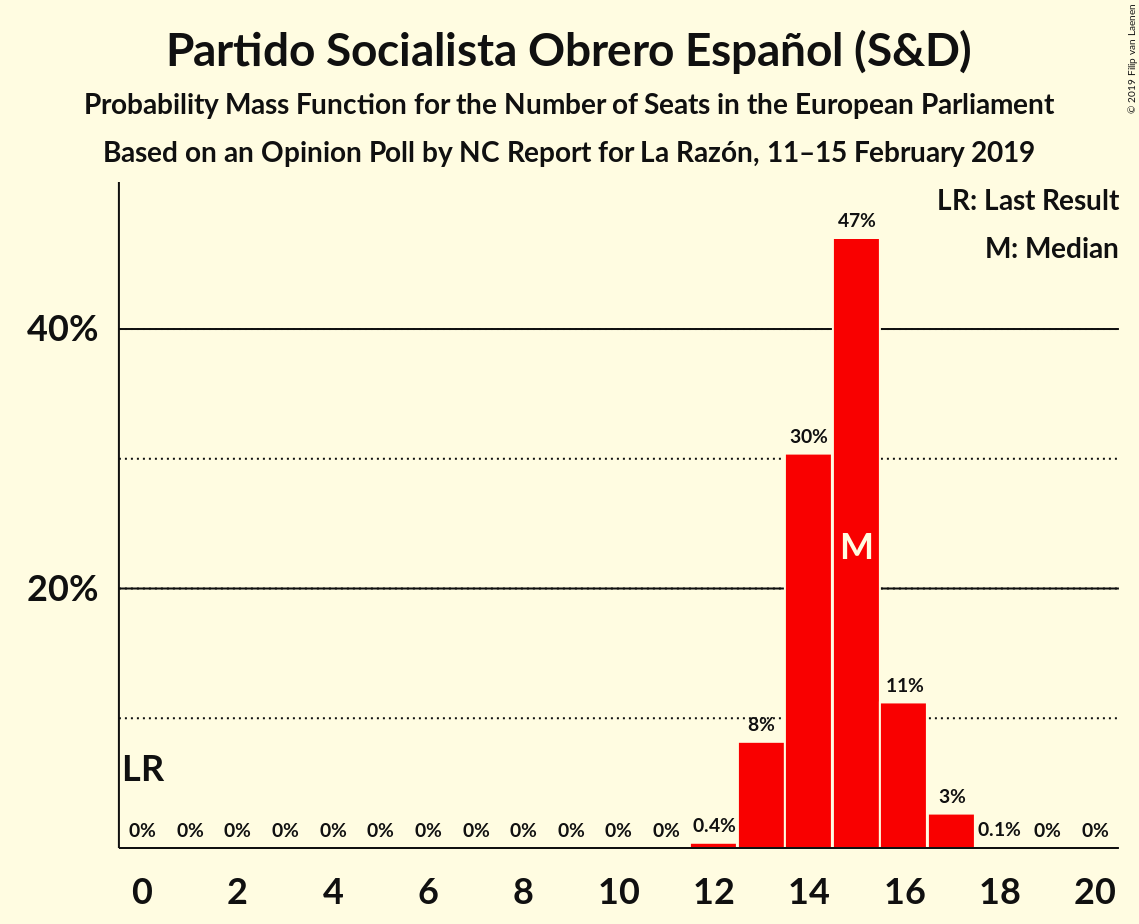 Partido Socialista Obrero Español (S&D)
Probability Mass Function for the Number of Seats in the European Parliament
Based on an Opinion Poll by NC Report for La Razón, 11–15 February 2019
© 2019 Filip van Laenen
LR: Last Result
M: Median
47%
40%
30%
M
20%
11%
8%
LR
3%
0% 0% 0% 0% 0% 0% 0% 0% 0% 0% 0% 0% 0.4% 0.1% 0% 0%
0 2 4 6 8 10 12 14 16 18 20